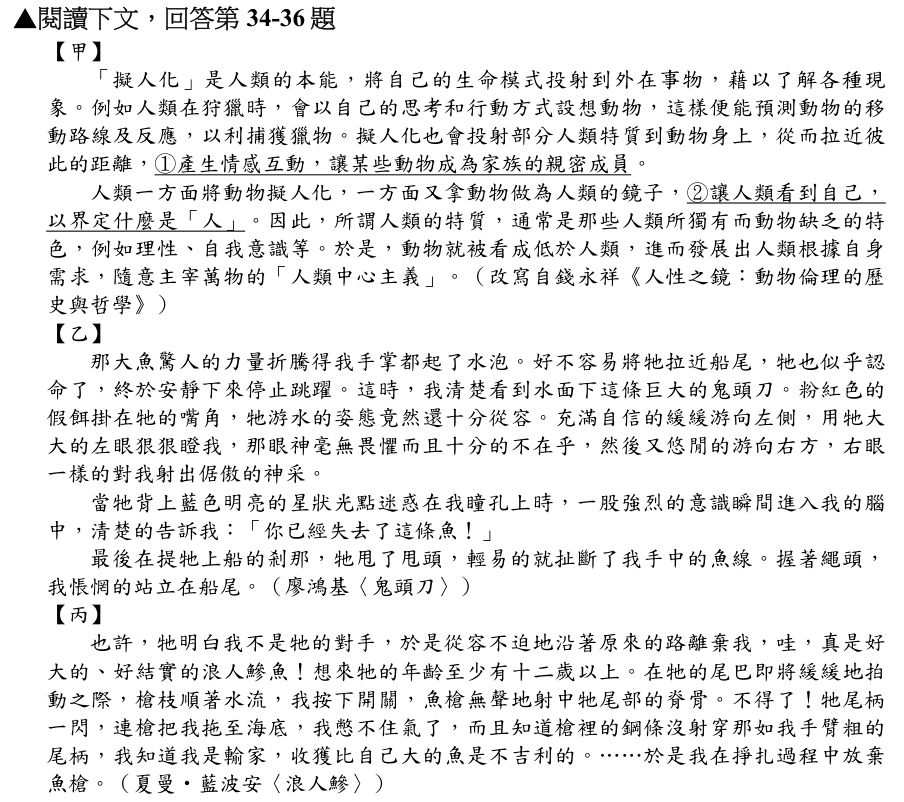 ▲閱讀下文，回答第 34-36 題
【甲】
「擬人化」是人類的本能，將自己的生命模式投射到外在事物，藉以了解各種現
象。例如人類在狩獵時，會以自己的思考和行動方式設想動物，這樣便能預測動物的移
動路線及反應，以利捕獲獵物。擬人化也會投射部分人類特質到動物身上，從而拉近彼
此的距離，①產生情感互動，讓某些動物成為家族的親密成員。
人類一方面將動物擬人化，一方面又拿動物做為人類的鏡子，②讓人類看到自己，
以界定什麼是「人」。因此，所謂人類的特質，通常是那些人類所獨有而動物缺乏的特
色，例如理性、自我意識等。於是，動物就被看成低於人類，進而發展出人類根據自身
需求，隨意主宰萬物的「人類中心主義」。（改寫自錢永祥《人性之鏡：動物倫理的歷
史與哲學》）
【乙】
那大魚驚人的力量折騰得我手掌都起了水泡。好不容易將牠拉近船尾，牠也似乎認
命了，終於安靜下來停止跳躍。這時，我清楚看到水面下這條巨大的鬼頭刀。粉紅色的
假餌掛在牠的嘴角，牠游水的姿態竟然還十分從容。充滿自信的緩緩游向左側，用牠大
大的左眼狠狠瞪我，那眼神毫無畏懼而且十分的不在乎，然後又悠閒的游向右方，右眼
一樣的對我射出倨傲的神采。
當牠背上藍色明亮的星狀光點迷惑在我瞳孔上時，一股強烈的意識瞬間進入我的腦
中，清楚的告訴我：「你已經失去了這條魚！」
最後在提牠上船的剎那，牠甩了甩頭，輕易的就扯斷了我手中的魚線。握著繩頭，
我悵惘的站立在船尾。（廖鴻基〈鬼頭刀〉）
【丙】
也許，牠明白我不是牠的對手，於是從容不迫地沿著原來的路離棄我，哇，真是好
大的、好結實的浪人鰺魚！想來牠的年齡至少有十二歲以上。在牠的尾巴即將緩緩地拍
動之際，槍枝順著水流，我按下開關，魚槍無聲地射中牠尾部的脊骨。不得了！牠尾柄
一閃，連槍把我拖至海底，我憋不住氣了，而且知道槍裡的鋼條沒射穿那如我手臂粗的
尾柄，我知道我是輸家，收獲比自己大的魚是不吉利的。……於是我在掙扎過程中放棄
魚槍。（夏曼・藍波安〈浪人鰺〉）